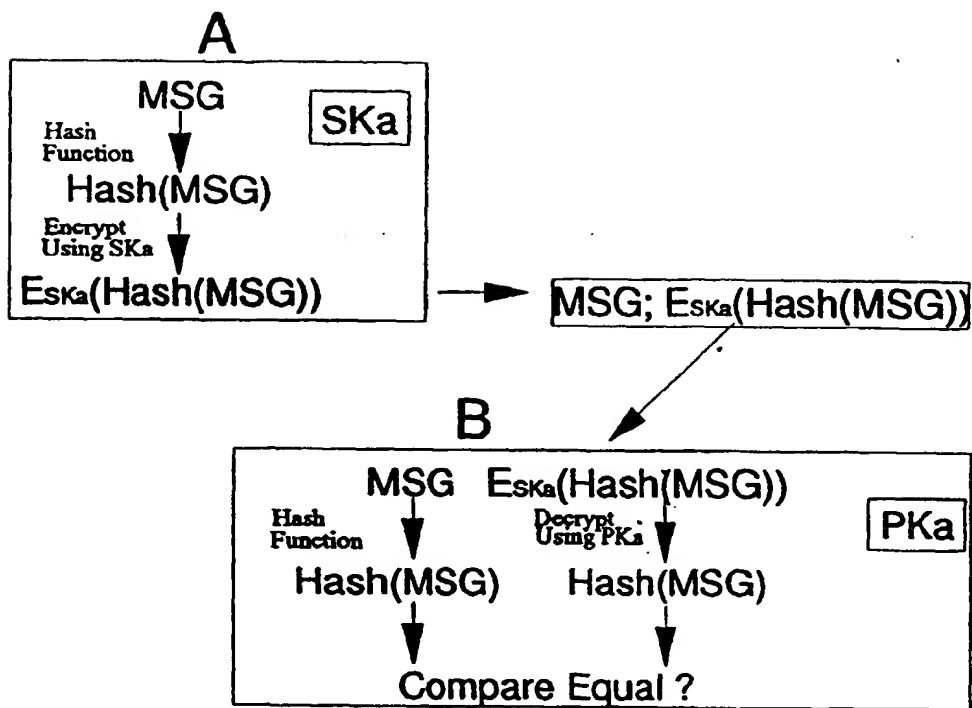 A
MSG
SKa
Hash
Function
Hash(MSG)
Encrypt
Using SKa
ESKa(Hash(MSG))
MSG; ESKa(Hash(MSG))
B
MSG ESKa(Hash(MSG))
PKa
Hash
Function
Decrypt
Using PKa
Hash(MSG) Hash(MSG)
Compare Equal ?